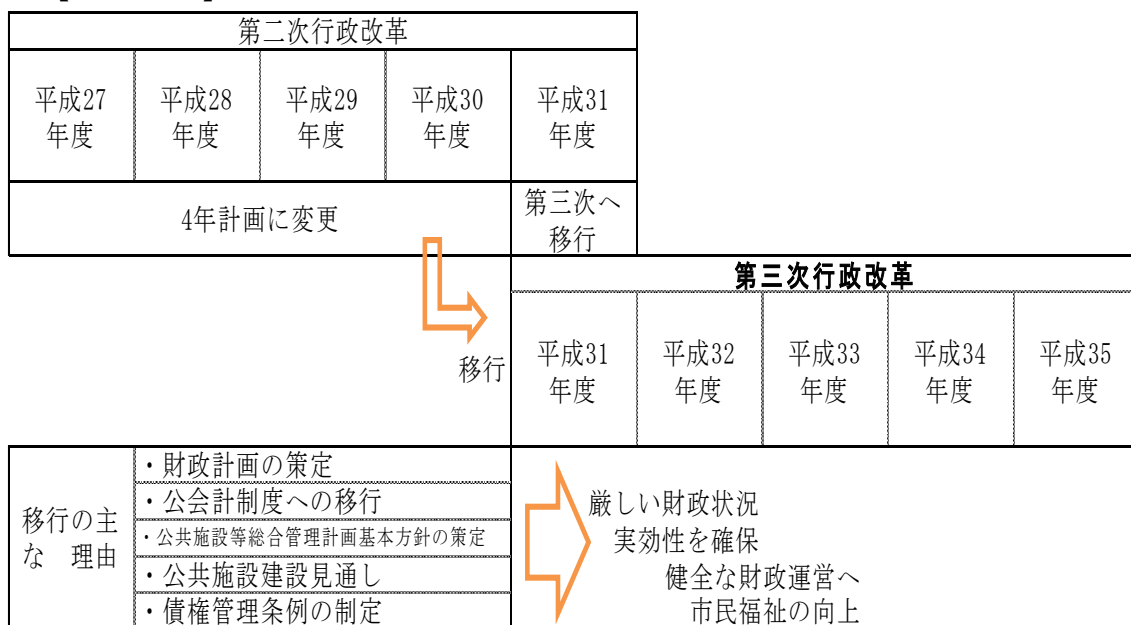 第二次行政改革
平成27 平成28 平成29 平成30 平成31
年度 年度 年度 年度 年度
4年計画に変更
第三次へ
移行
第三次行政改革
移行
平成31 平成32 平成33 平成34 平成35
年度 年度 年度 年度 年度
移行の主
な 理由
・財政計画の策定
・公会計制度への移行
・公共施設等総合管理計画基本方針の策定
・公共施設建設見通し
・債権管理条例の制定
厳しい財政状況
実効性を確保
健全な財政運営へ
市民福祉の向上